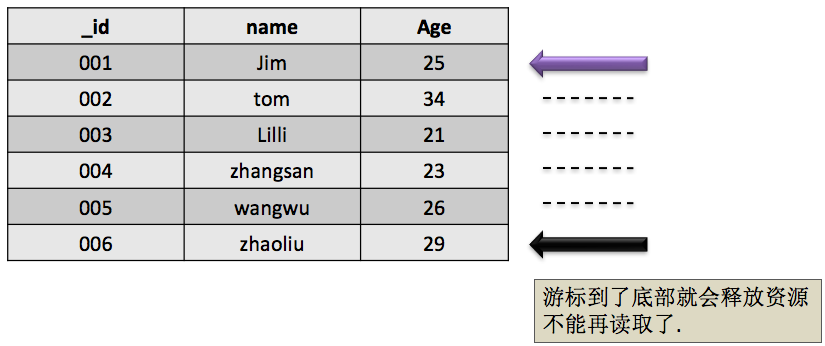 _id name Age
001 Jim 25
002 tom 34
003 Lilli 21
004 zhangsan 23
005 wangwu 26
006 zhaoliu 29
游标到了底部就会释放资源
不能再读取了.